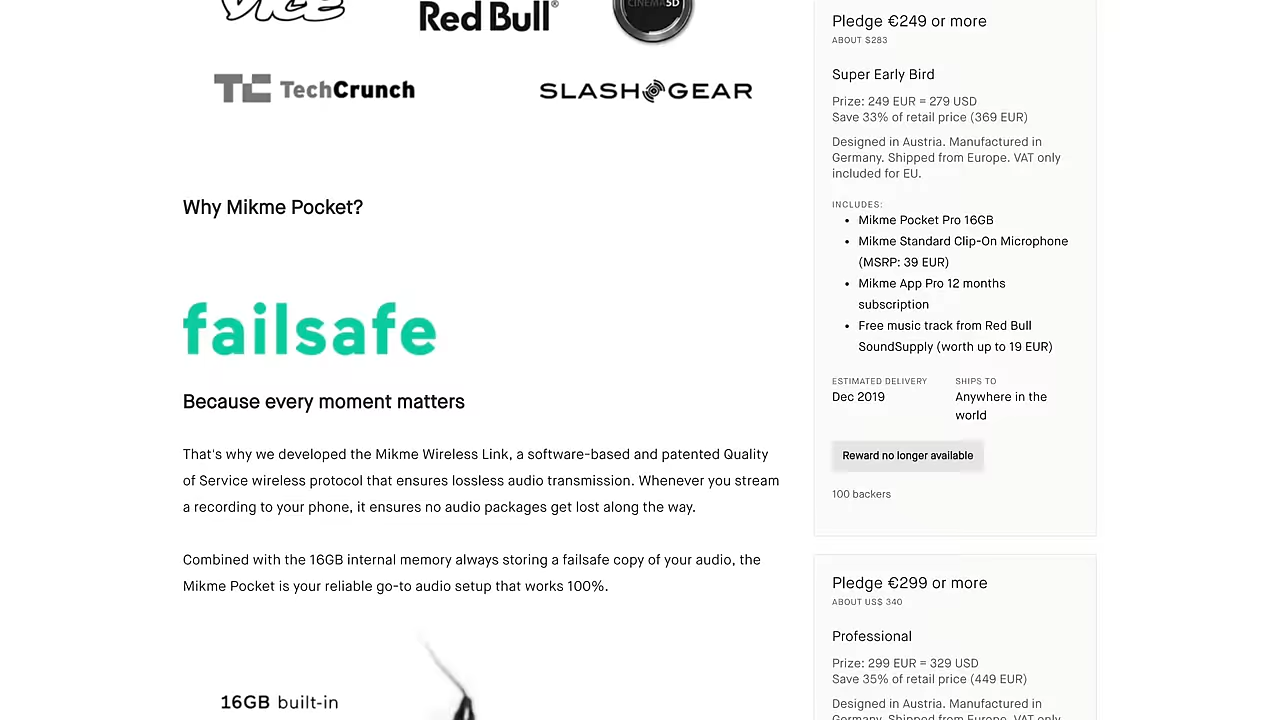 VICE
Red Bull®
CINEMA5D
TC TechCrunch
SLASHGEAR
Why Mikme Pocket?
failsafe
Because every moment matters
That's why we developed the Mikme Wireless Link, a software-based and patented Quality
of Service wireless protocol that ensures lossless audio transmission. Whenever you stream
a recording to your phone, it ensures no audio packages get lost along the way.
Combined with the 16GB internal memory always storing a failsafe copy of your audio, the
Mikme Pocket is your reliable go-to audio setup that works 100%.
16GB built-in
Pledge €249 or more
ABOUT $283
Super Early Bird
Prize: 249 EUR = 279 USD
Save 33% of retail price (369 EUR)
Designed in Austria. Manufactured in
Germany. Shipped from Europe. VAT only
included for EU.
INCLUDES:
• Mikme Pocket Pro 16GB
• Mikme Standard Clip-On Microphone
(MSRP: 39 EUR)
• Mikme App Pro 12 months
subscription
• Free music track from Red Bull
SoundSupply (worth up to 19 EUR)
ESTIMATED DELIVERY
Dec 2019
SHIPS TO
Anywhere in the
world
Reward no longer available
100 backers
Pledge €299 or more
ABOUT US$ 340
Professional
Prize: 299 EUR = 329 USD
Save 35% of retail price (449 EUR)
Designed in Austria. Manufactured in
Germany. Shipped from Europe. VAT only